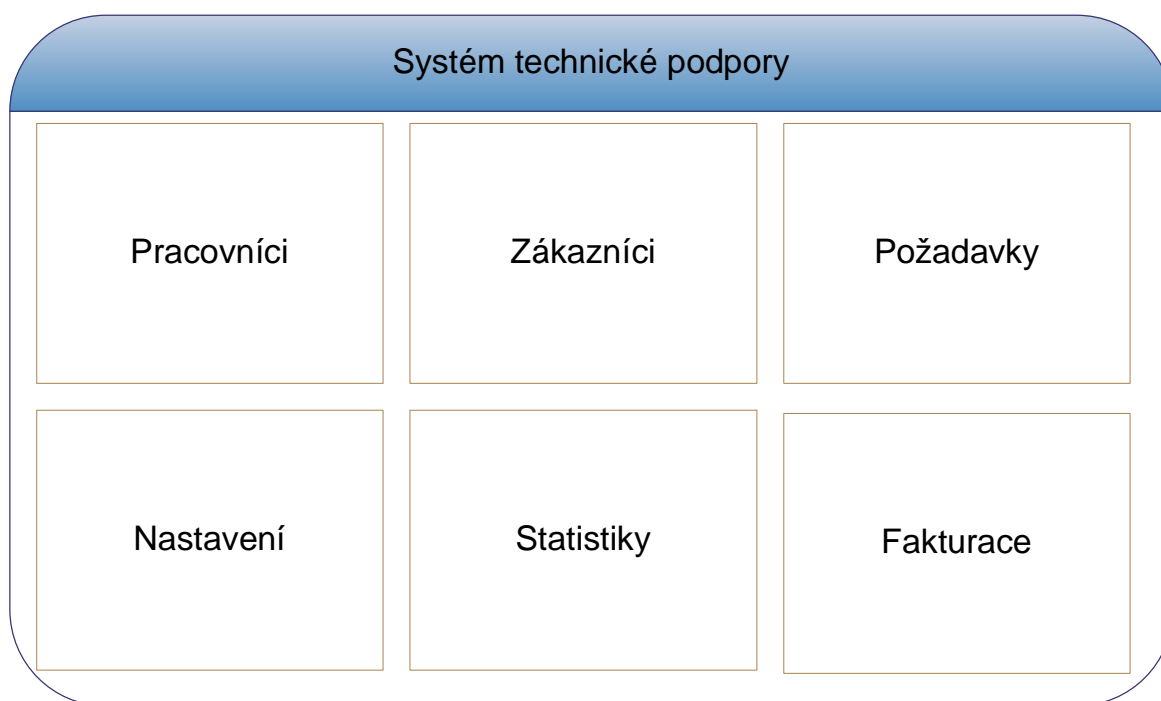 Systém technické podpory
Pracovníci
Zákazníci
Požadavky
Nastavení
Statistiky
Fakturace